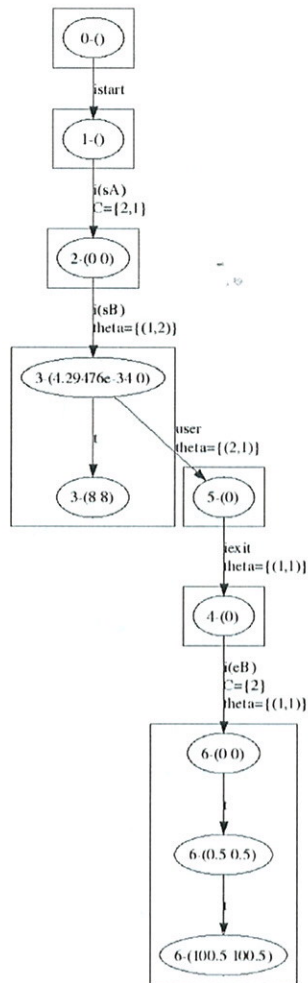 0-()
istart
1-()
i(sA)
C={2,1}
2-(0 0)
i(sB)
theta={(1,2)}
3-(4.29476e-34 0)
user
theta={(2,1)}
t
3-(8 8)
5-(0)
iexit
theta={(1,1)}
4-(0)
i(eB)
C={2}
theta={(1,1)}
6-(0 0)
t
6-(0.5 0.5)
t
6-(100.5 100.5)